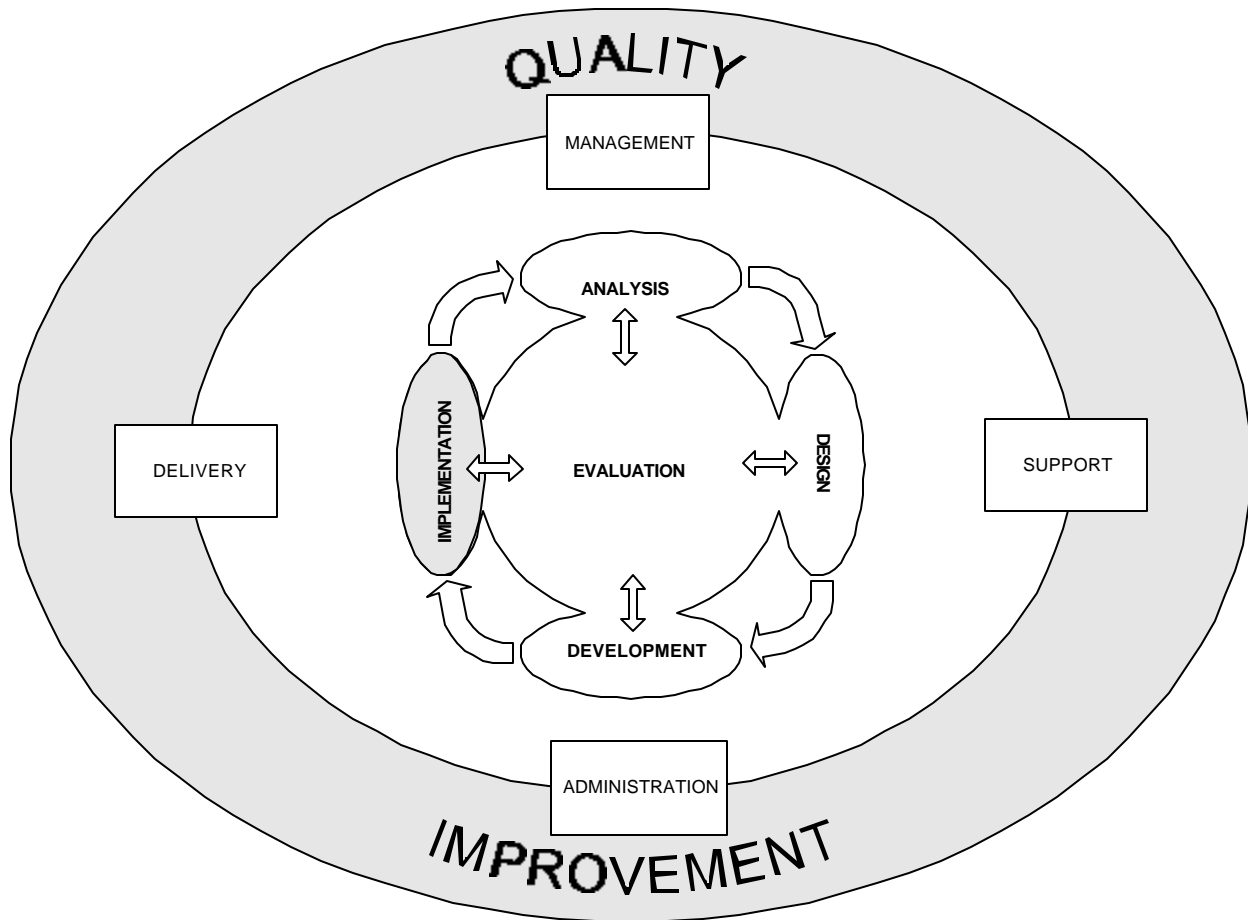 QUALITY
MANAGEMENT
ANALYSIS
IMPLEMENTATION
EVALUATION
DESIGN
DELIVERY
SUPPORT
DEVELOPMENT
ADMINISTRATION
IMPROVEMENT